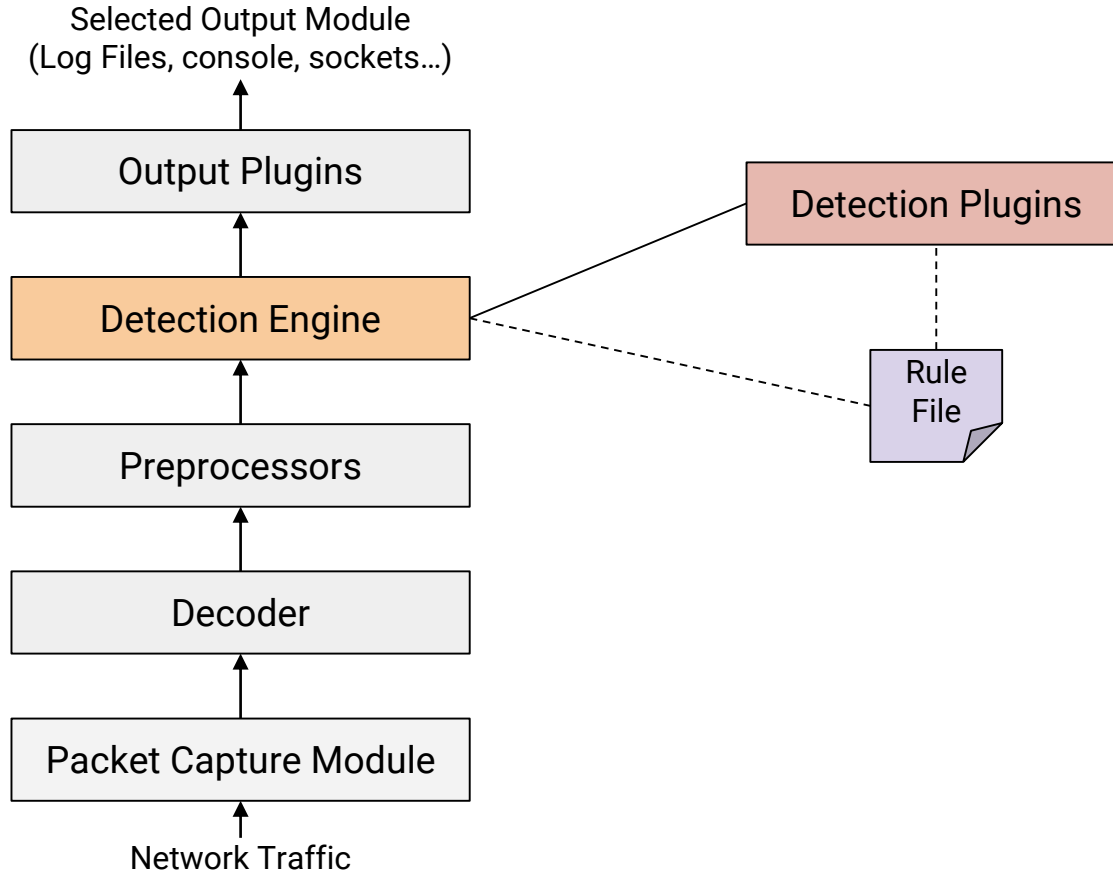 Selected Output Module
(Log Files, console, sockets…)
Output Plugins
Detection Plugins
Detection Engine
Rule
File
Preprocessors
Decoder
Packet Capture Module
Network Traffic